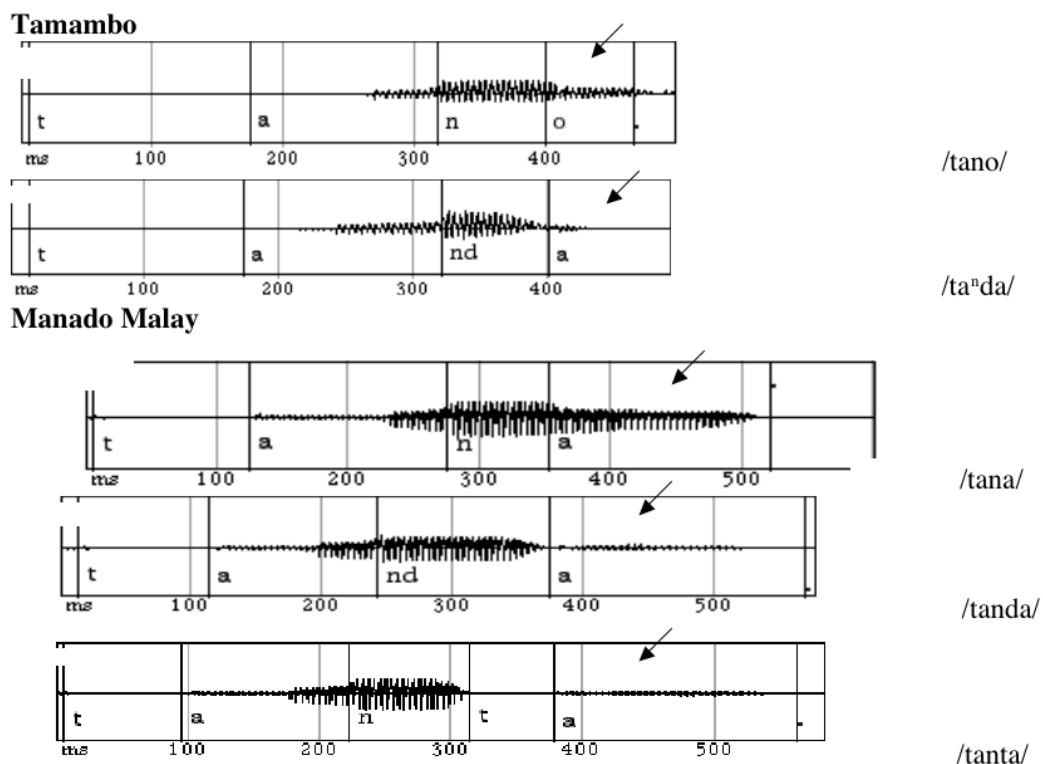 Tamambo
t a n o .
ms 100 200 300 400
/tano/
t a nd a
ms 100 200 300 400
/taⁿda/
Manado Malay
t a n a
ms 100 200 300 400 500
/tana/
t a nd a .
ms 100 200 300 400 500
/tanda/
t a n t a .
ms 100 200 300 400 500
/tanta/